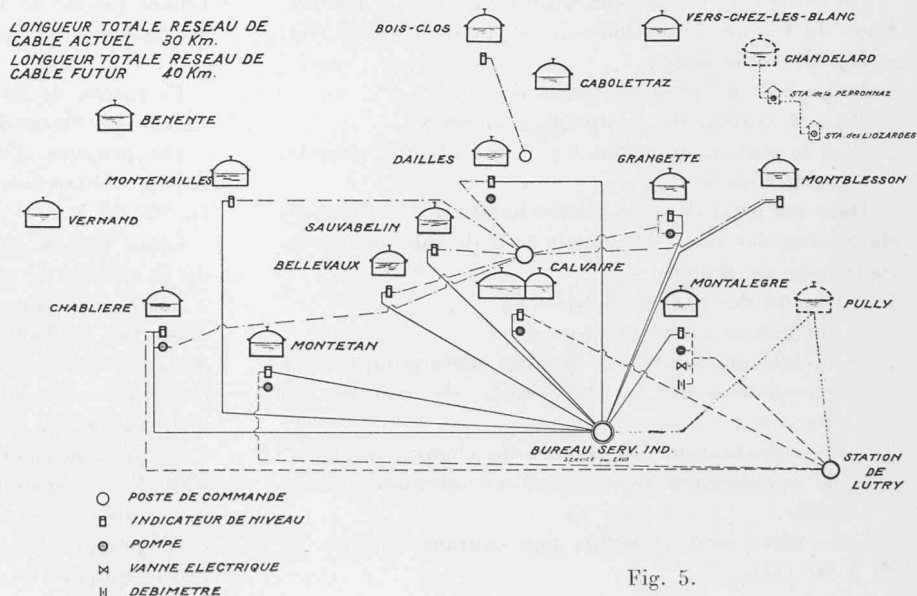 LONGUEUR TOTALE RESEAU DE
CABLE ACTUEL 30 Km.
LONGUEUR TOTALE RESEAU DE
CABLE FUTUR 40 Km.
BOIS-CLOS
VERS-CHEZ-LES-BLANC
CHANDELARD
CABOLETTAZ
STA de la PERRONNAZ
STA des LIOZARDES
BENENTE
DAILLES
GRANGETTE
MONTENAILLES
MONTBLESSON
VERNAND
SAUVABELIN
BELLEVAUX
CALVAIRE
MONTALEGRE
CHABLIERE
PULLY
MONTETAN
BUREAU SERV. IND.
SERVICE des EAUX
STATION
DE
LUTRY
POSTE DE COMMANDE
INDICATEUR DE NIVEAU
POMPE
VANNE ELECTRIQUE
DEBIMETRE
Fig. 5.